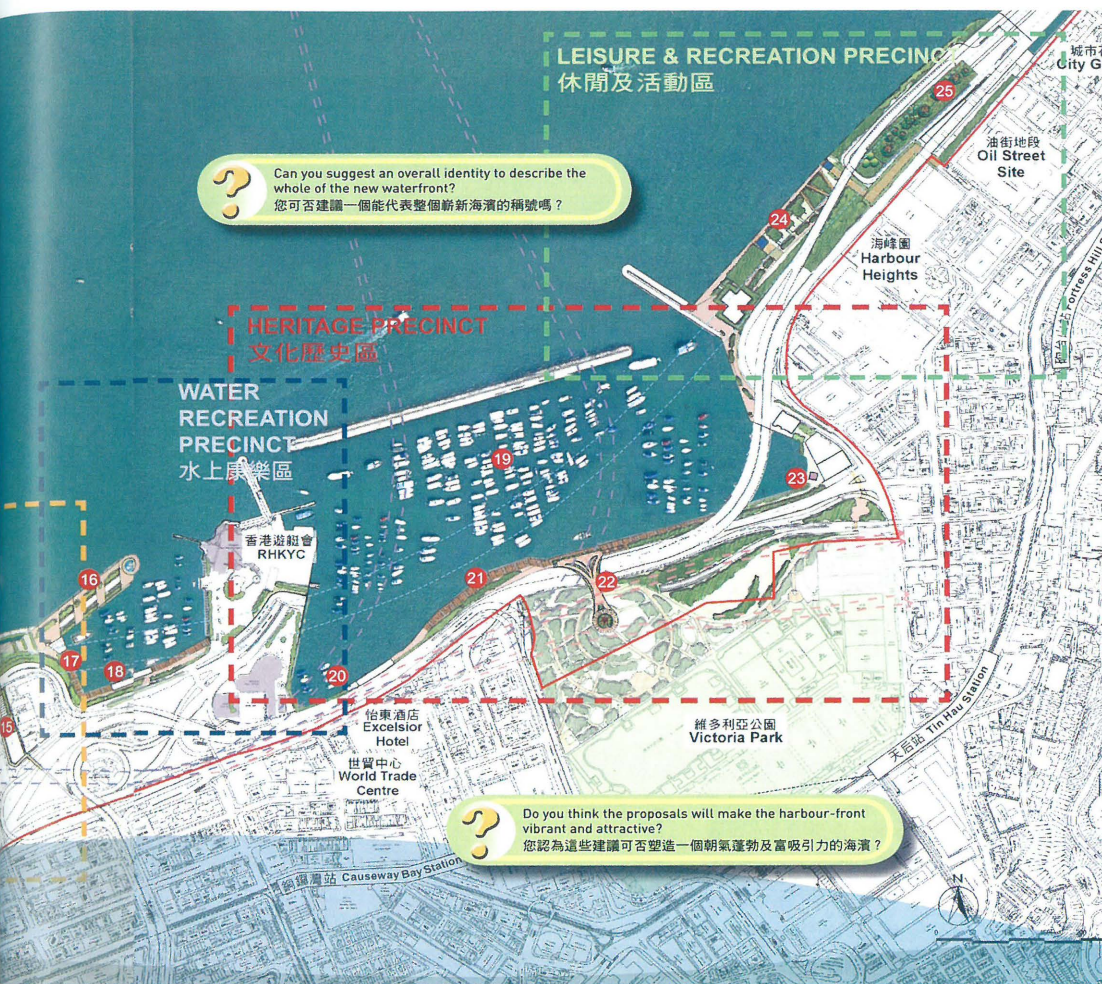 LEISURE & RECREATION PRECINCT
休閒及活動區
25
油街地段
Oil Street
Site
Can you suggest an overall identity to describe the
whole of the new waterfront?
您可否建議一個能代表整個嶄新海濱的稱號嗎？
24
海峰園
Harbour
Heights
HERITAGE PRECINCT
文化歷史區
WATER
RECREATION
PRECINCT
水上康樂區
19
23
香港遊艇會
RHKYC
16
21
22
17
18
20
15
怡東酒店
Excelsior
Hotel
世貿中心
World Trade
Centre
維多利亞公園
Victoria Park
天后站 Tin Hau Station
Do you think the proposals will make the harbour-front
vibrant and attractive?
您認為這些建議可否塑造一個朝氣蓬勃及富吸引力的海濱？
銅鑼灣站 Causeway Bay Station
N